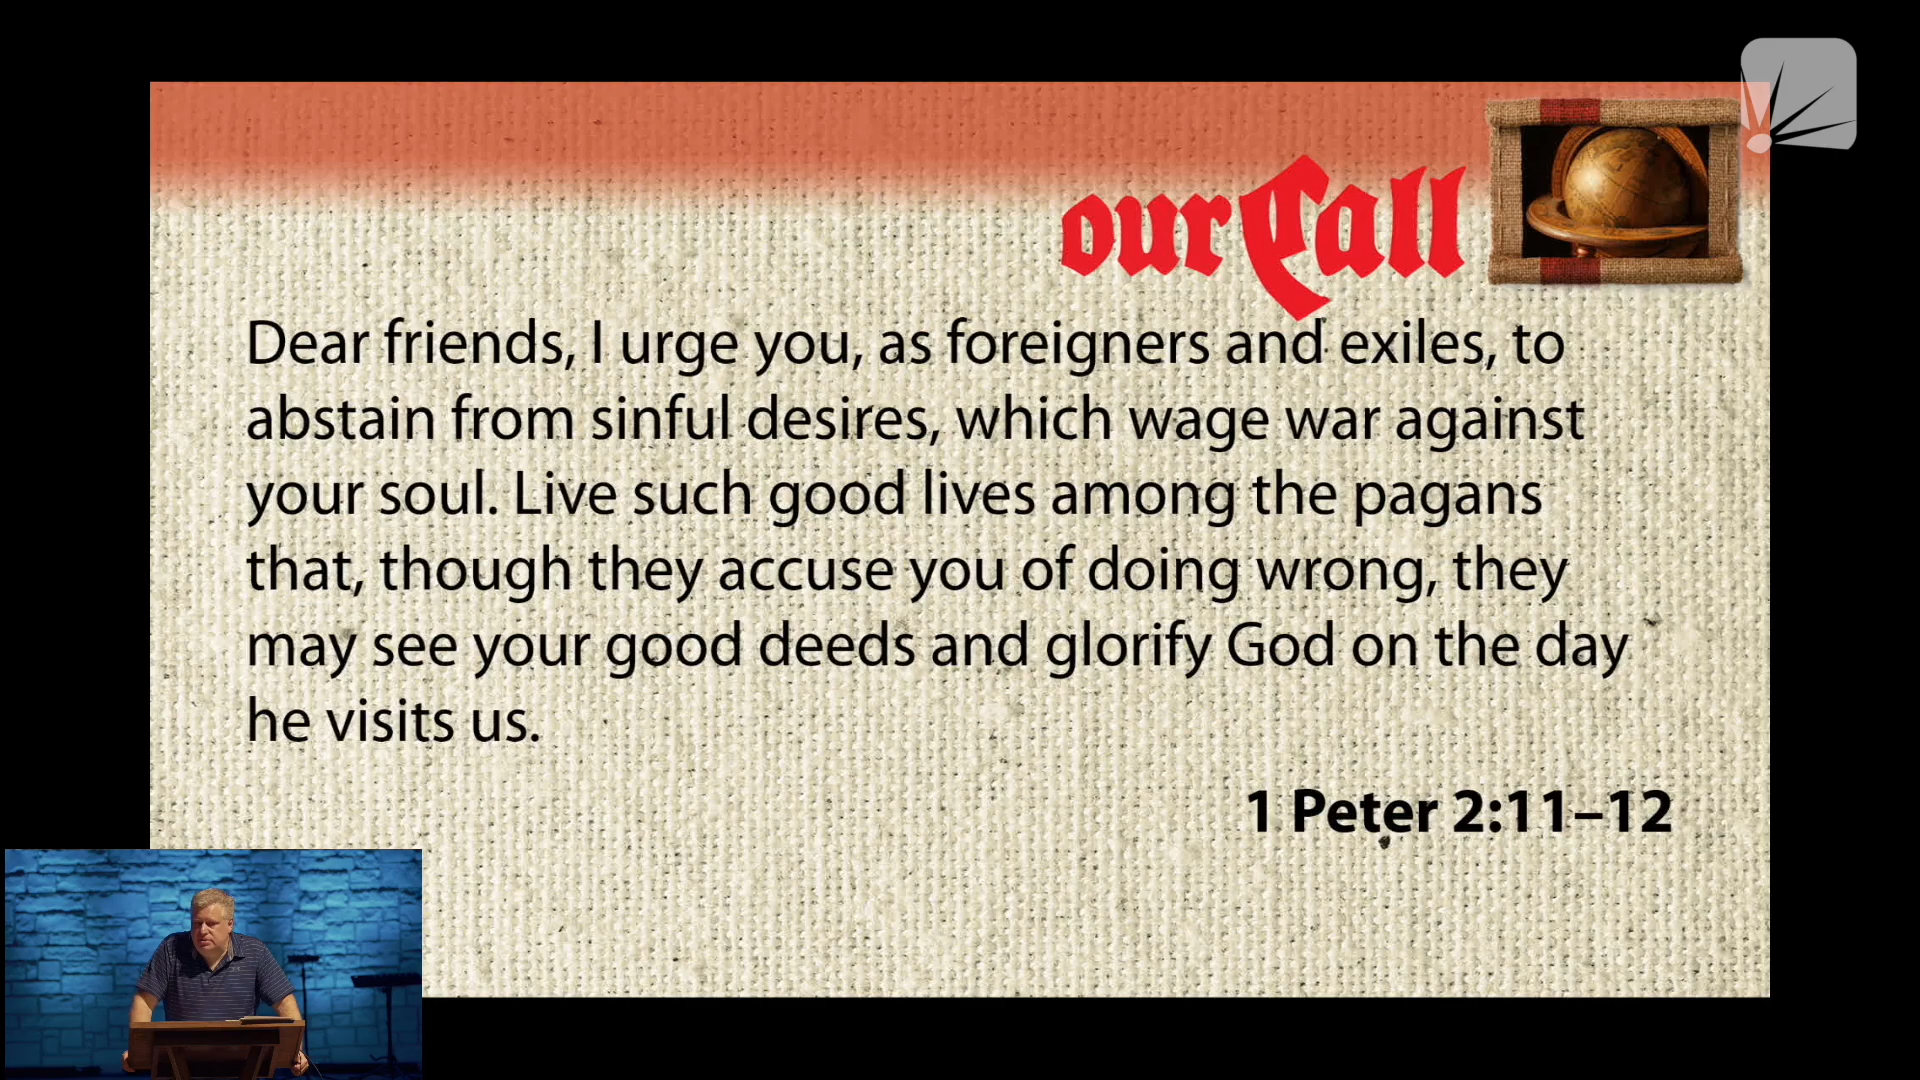 our Call
Dear friends, I urge you, as foreigners and exiles, to
abstain from sinful desires, which wage war against
your soul. Live such good lives among the pagans
that, though they accuse you of doing wrong, they
may see your good deeds and glorify God on the day
he visits us.
1 Peter 2:11–12